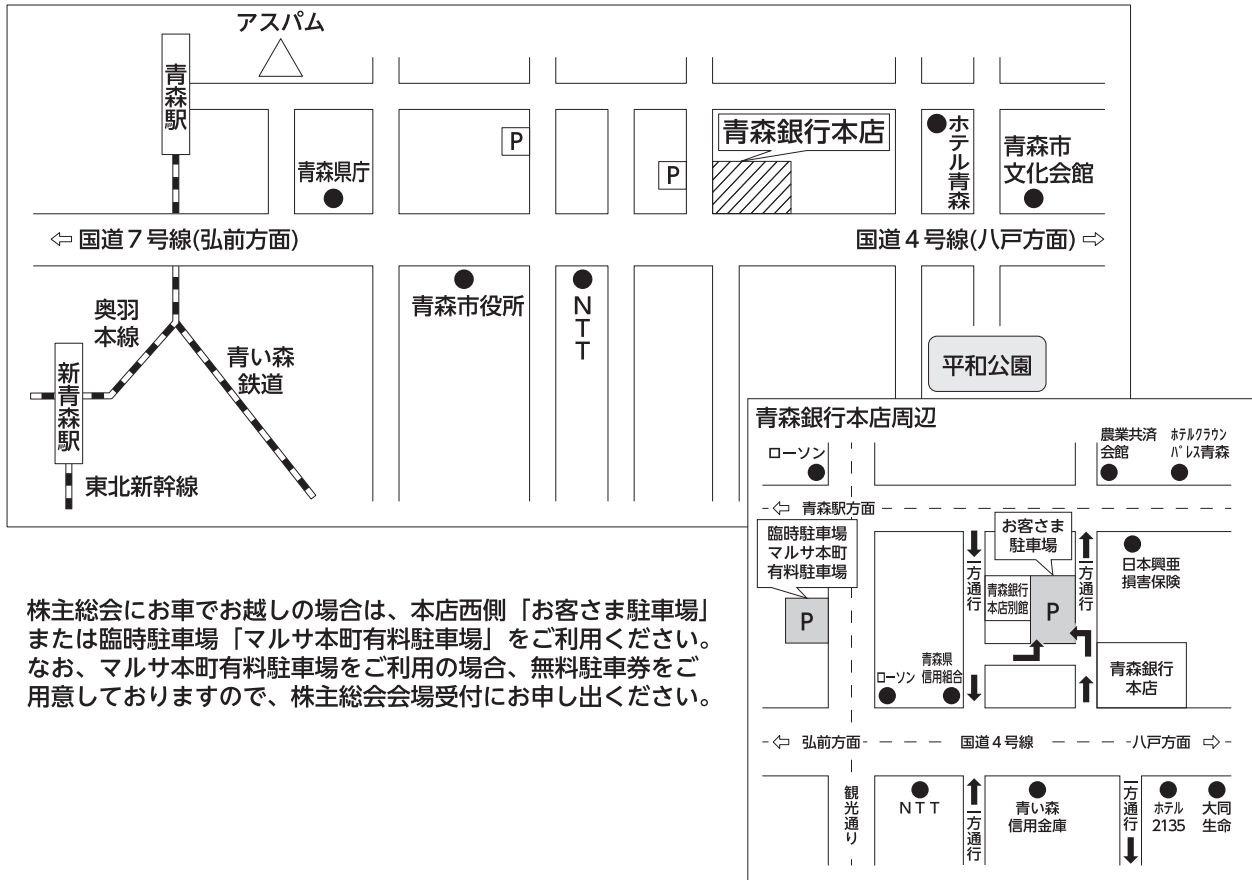 アスパム
青森駅
青森県庁
P
P
青森銀行本店
ホテル青森
青森市
文化会館
⇦ 国道7号線(弘前方面)
国道4号線(八戸方面) ⇨
奥羽
本線
青森市役所
NTT
青い森
鉄道
平和公園
新青森駅
東北新幹線
青森銀行本店周辺
ローソン
農業共済
会館
ホテルクラウン
パレス青森
⇦ 青森駅方面
臨時駐車場
マルサ本町
有料駐車場
お客さま
駐車場
一方通行
一方通行
日本興亜
損害保険
青森銀行
本店別館
P
P
青森県
信用組合
ローソン
青森銀行
本店
⇦ 弘前方面
国道4号線
八戸方面 ⇨
観光通り
NTT
一方通行
青い森
信用金庫
一方通行
ホテル
2135
大同
生命
株主総会にお車でお越しの場合は、本店西側「お客さま駐車場」
または臨時駐車場「マルサ本町有料駐車場」をご利用ください。
なお、マルサ本町有料駐車場をご利用の場合、無料駐車券をご
用意しておりますので、株主総会会場受付にお申し出ください。